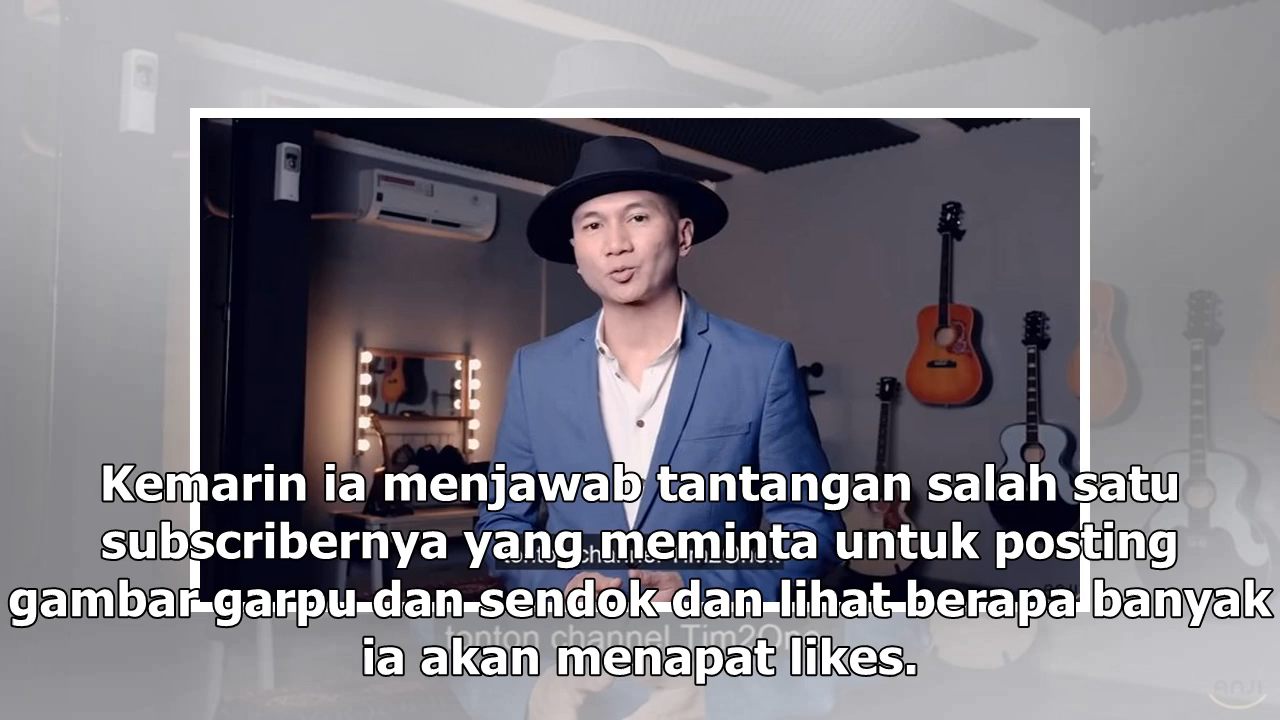 Kemarin ia menjawab tantangan salah satu
subscribernya yang meminta untuk posting
gambar garpu dan sendok dan lihat berapa banyak
ia akan menapat likes.
tonton channel Tim2One
anji